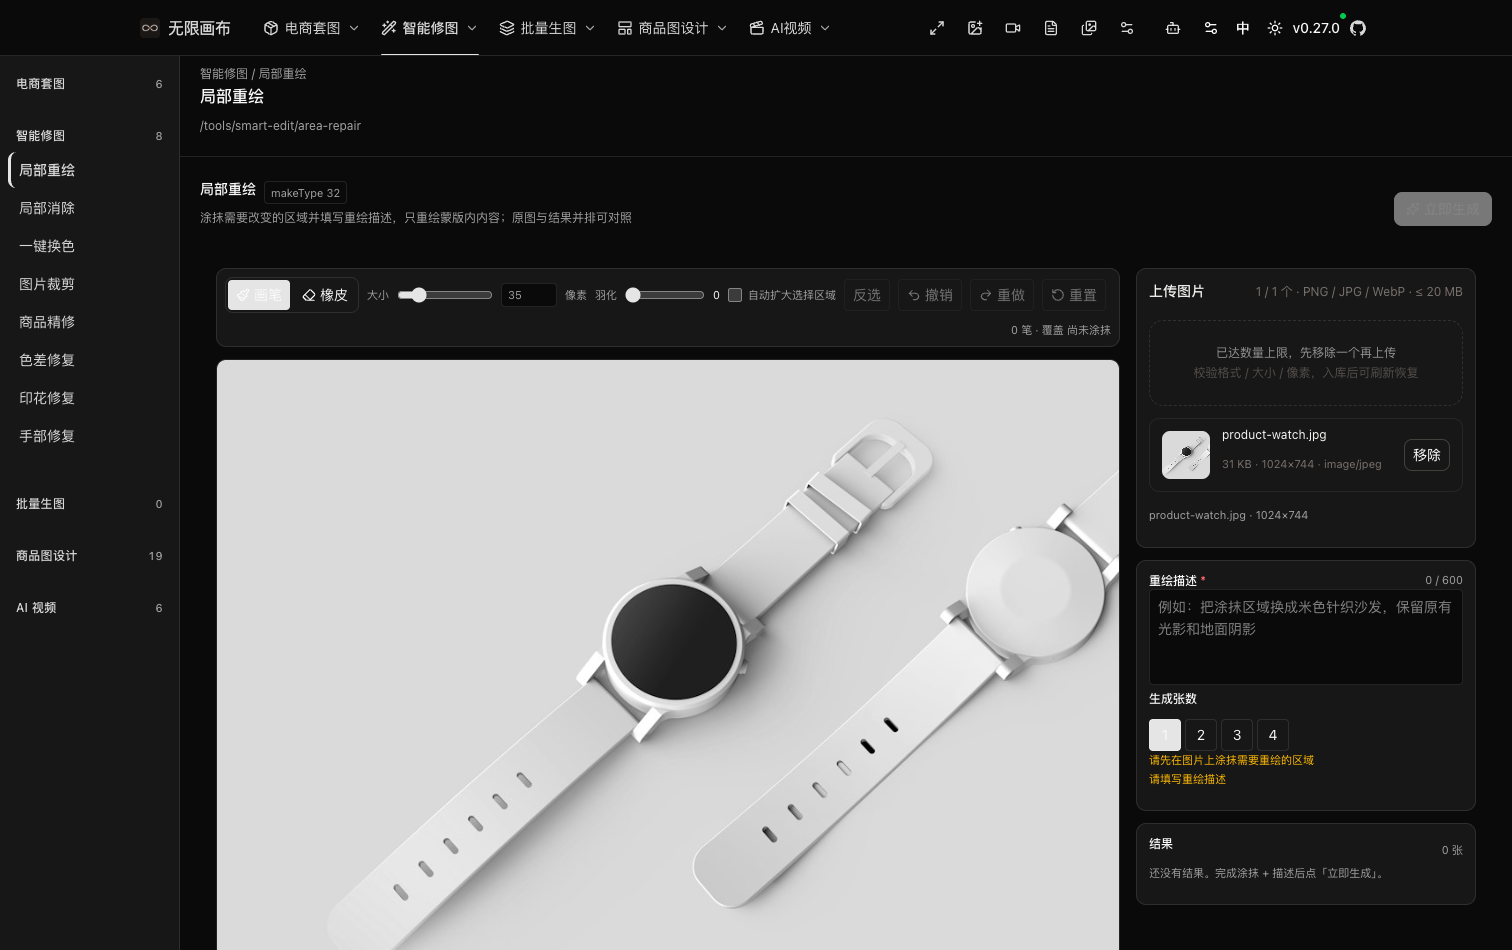 无限画布
电商套图
智能修图
批量生图
商品图设计
AI视频
中
v0.27.0
电商套图 6
智能修图 8
局部重绘
局部消除
一键换色
图片裁剪
商品精修
色差修复
印花修复
手部修复
批量生图 0
商品图设计 19
AI 视频 6
智能修图 / 局部重绘
局部重绘
/tools/smart-edit/area-repair
局部重绘 makeType 32
涂抹需要改变的区域并填写重绘描述，只重绘蒙版内内容；原图与结果并排可对照
立即生成
画笔 橡皮 大小 35 像素 羽化 0 自动扩大选择区域 反选 撤销 重做 重置
0 笔 · 覆盖 尚未涂抹
上传图片 1 / 1 个 · PNG / JPG / WebP · ≤ 20 MB
已达数量上限，先移除一个再上传
校验格式 / 大小 / 像素，入库后可刷新恢复
product-watch.jpg
31 KB · 1024×744 · image/jpeg
移除
product-watch.jpg · 1024×744
重绘描述 * 0 / 600
例如：把涂抹区域换成米色针织沙发，保留原有
光影和地面阴影
生成张数
1 2 3 4
请先在图片上涂抹需要重绘的区域
请填写重绘描述
结果 0 张
还没有结果。完成涂抹 + 描述后点「立即生成」。